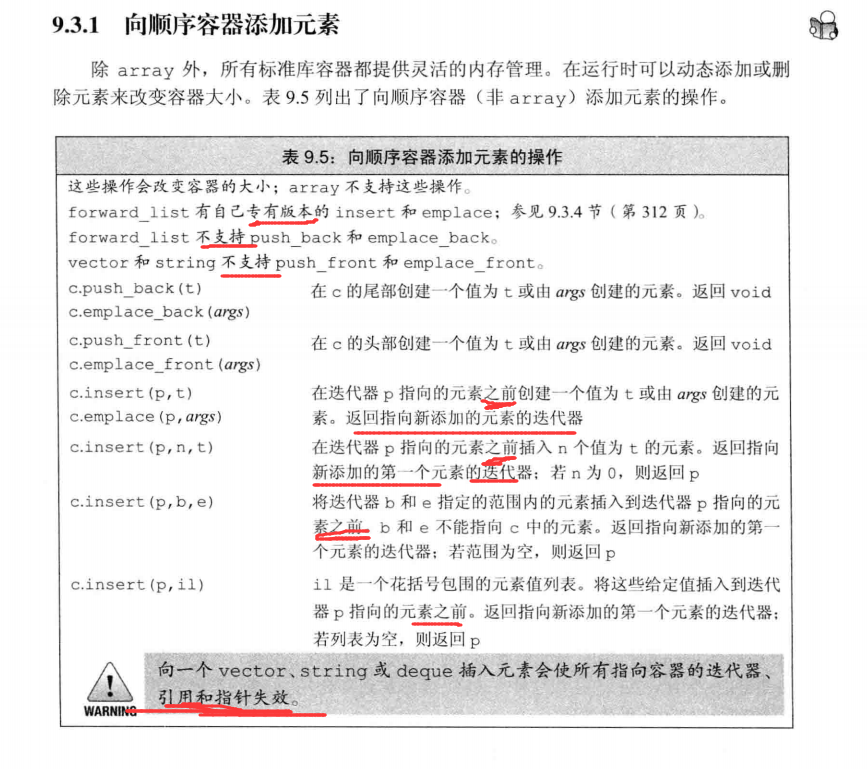 9.3.1 向顺序容器添加元素
除 array 外，所有标准库容器都提供灵活的内存管理。在运行时可以动态添加或删
除元素来改变容器大小。表 9.5 列出了向顺序容器（非 array）添加元素的操作。
表 9.5：向顺序容器添加元素的操作
这些操作会改变容器的大小；array 不支持这些操作。
forward_list 有自己专有版本的 insert 和 emplace；参见 9.3.4 节（第 312 页）。
forward_list 不支持 push_back 和 emplace_back。
vector 和 string 不支持 push_front 和 emplace_front。
c.push_back(t) 在 c 的尾部创建一个值为 t 或由 args 创建的元素。返回 void
c.emplace_back(args)
c.push_front(t) 在 c 的头部创建一个值为 t 或由 args 创建的元素。返回 void
c.emplace_front(args)
c.insert(p,t) 在迭代器 p 指向的元素之前创建一个值为 t 或由 args 创建的元
c.emplace(p,args) 素。返回指向新添加的元素的迭代器
c.insert(p,n,t) 在迭代器 p 指向的元素之前插入 n 个值为 t 的元素。返回指向
新添加的第一个元素的迭代器；若 n 为 0，则返回 p
c.insert(p,b,e) 将迭代器 b 和 e 指定的范围内的元素插入到迭代器 p 指向的元
素之前。b 和 e 不能指向 c 中的元素。返回指向新添加的第一
个元素的迭代器；若范围为空，则返回 p
c.insert(p,il) il 是一个花括号包围的元素值列表。将这些给定值插入到迭代
器 p 指向的元素之前。返回指向新添加的第一个元素的迭代器；
若列表为空，则返回 p
向一个 vector、string 或 deque 插入元素会使所有指向容器的迭代器、
引用和指针失效。
WARNING